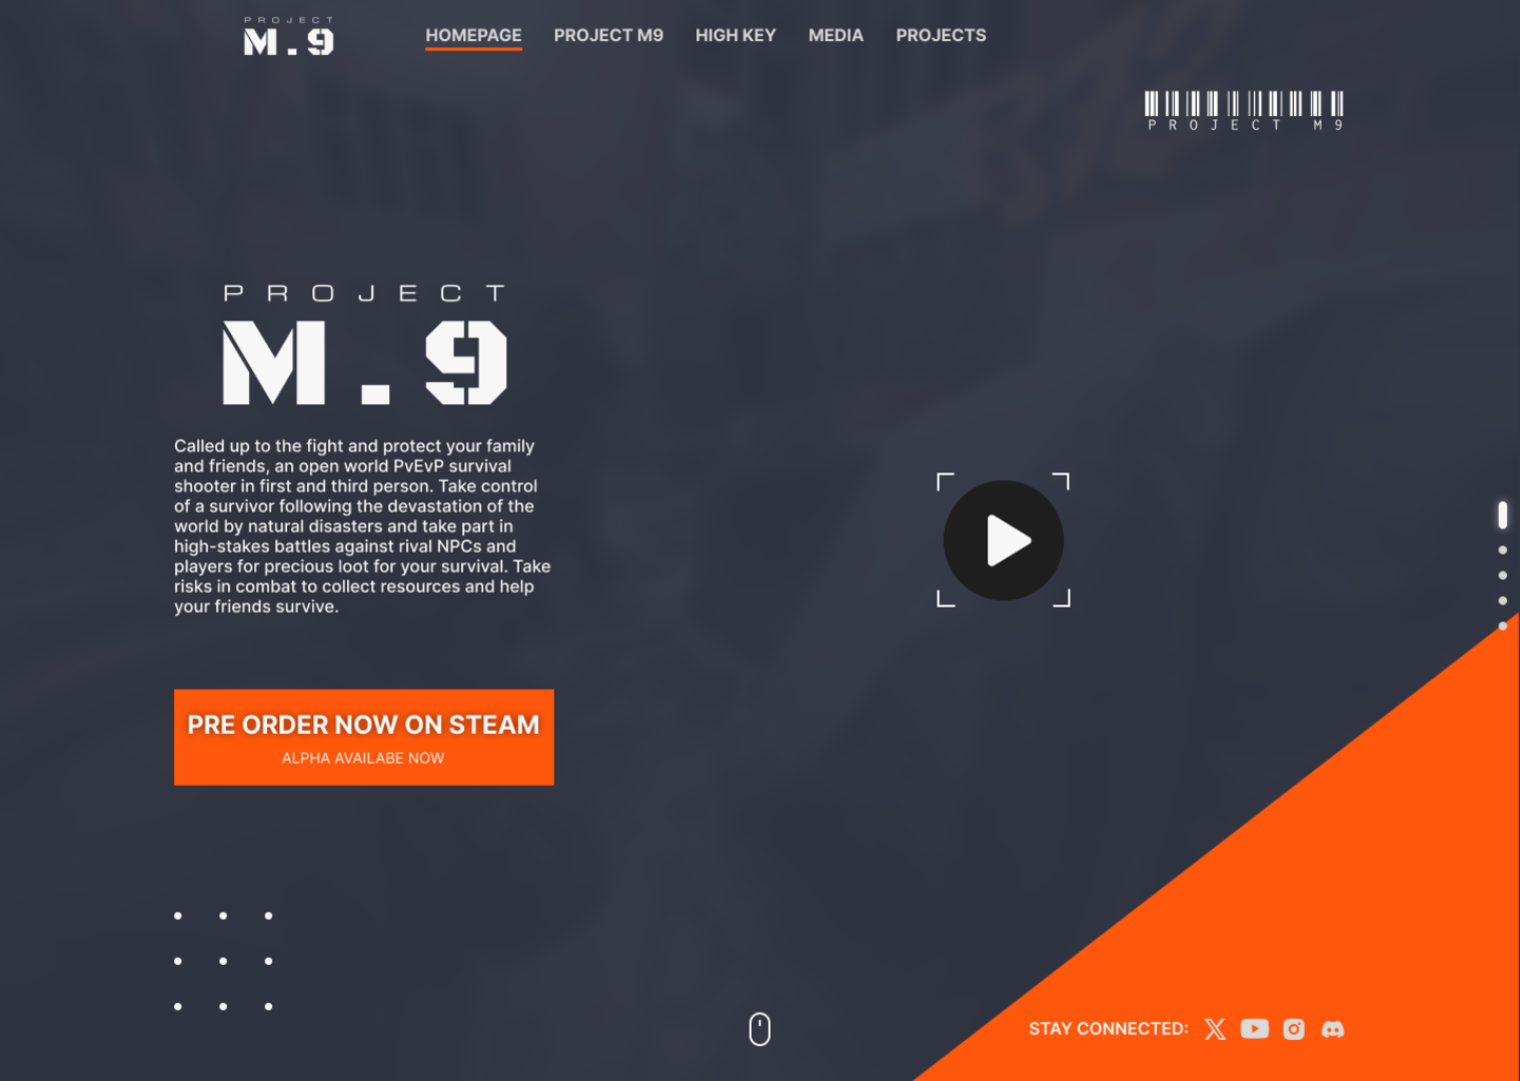 PROJECT
M.9
HOMEPAGE PROJECT M9 HIGH KEY MEDIA PROJECTS
PROJECT M9
PROJECT
M.9
Called up to the fight and protect your family
and friends, an open world PvEvP survival
shooter in first and third person. Take control
of a survivor following the devastation of the
world by natural disasters and take part in
high-stakes battles against rival NPCs and
players for precious loot for your survival. Take
risks in combat to collect resources and help
your friends survive.
PRE ORDER NOW ON STEAM
ALPHA AVAILABE NOW
STAY CONNECTED: